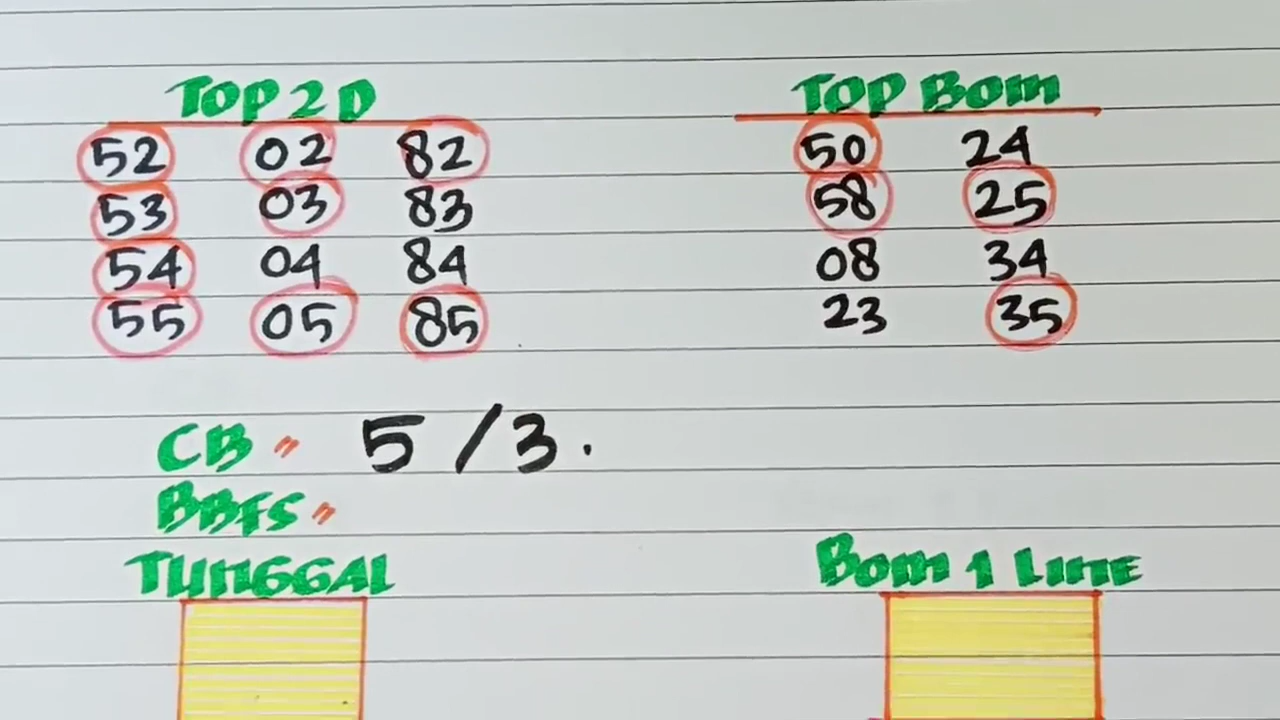 TOP 2 D
52 02 82
53 03 83
54 04 84
55 05 85
TOP BOM
50 24
58 25
08 34
23 35
CB = 5 / 3 .
BBFS =
TUNGGAL
BOM 1 LINE